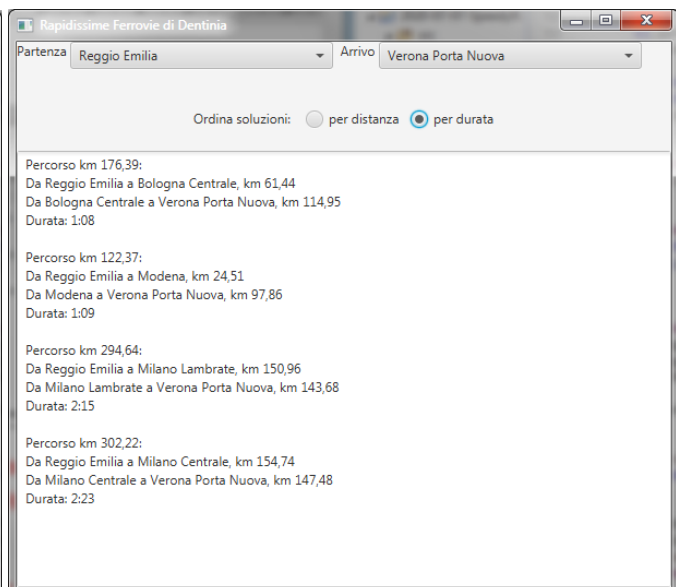 Rapidissime Ferrovie di Dentinia
Partenza Reggio Emilia Arrivo Verona Porta Nuova
Ordina soluzioni: per distanza per durata
Percorso km 176,39:
Da Reggio Emilia a Bologna Centrale, km 61,44
Da Bologna Centrale a Verona Porta Nuova, km 114,95
Durata: 1:08
Percorso km 122,37:
Da Reggio Emilia a Modena, km 24,51
Da Modena a Verona Porta Nuova, km 97,86
Durata: 1:09
Percorso km 294,64:
Da Reggio Emilia a Milano Lambrate, km 150,96
Da Milano Lambrate a Verona Porta Nuova, km 143,68
Durata: 2:15
Percorso km 302,22:
Da Reggio Emilia a Milano Centrale, km 154,74
Da Milano Centrale a Verona Porta Nuova, km 147,48
Durata: 2:23